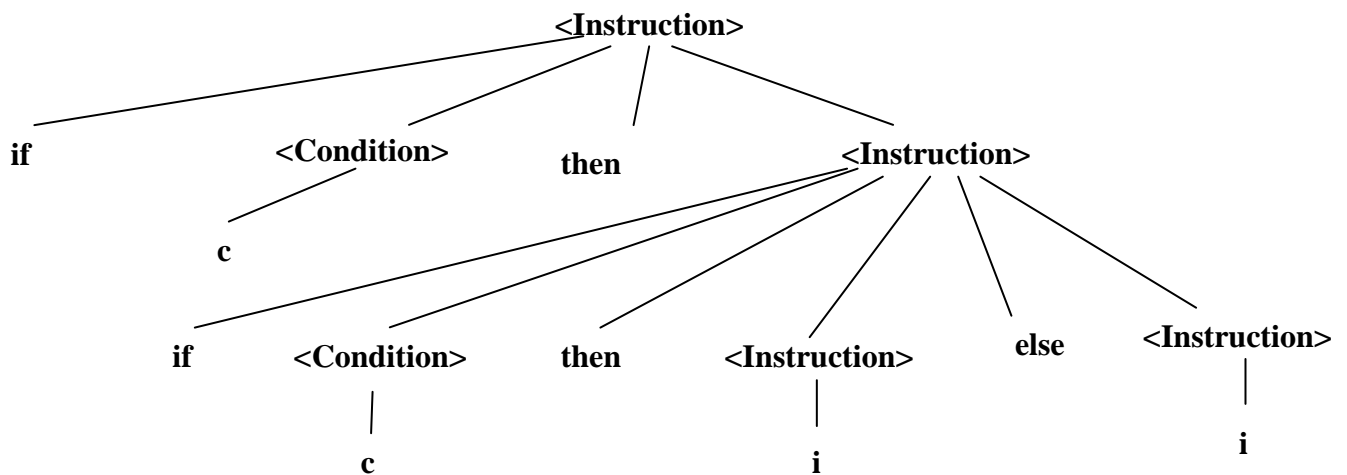 <Instruction>
if <Condition> then <Instruction>
c
if <Condition> then <Instruction> else <Instruction>
c i i